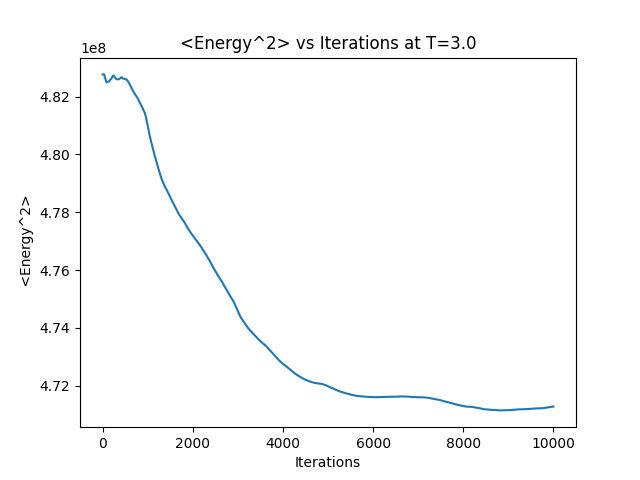 <Energy^2> vs Iterations at T=3.0
1e8
4.82
4.80
4.78
4.76
4.74
4.72
<Energy^2>
0 2000 4000 6000 8000 10000
Iterations